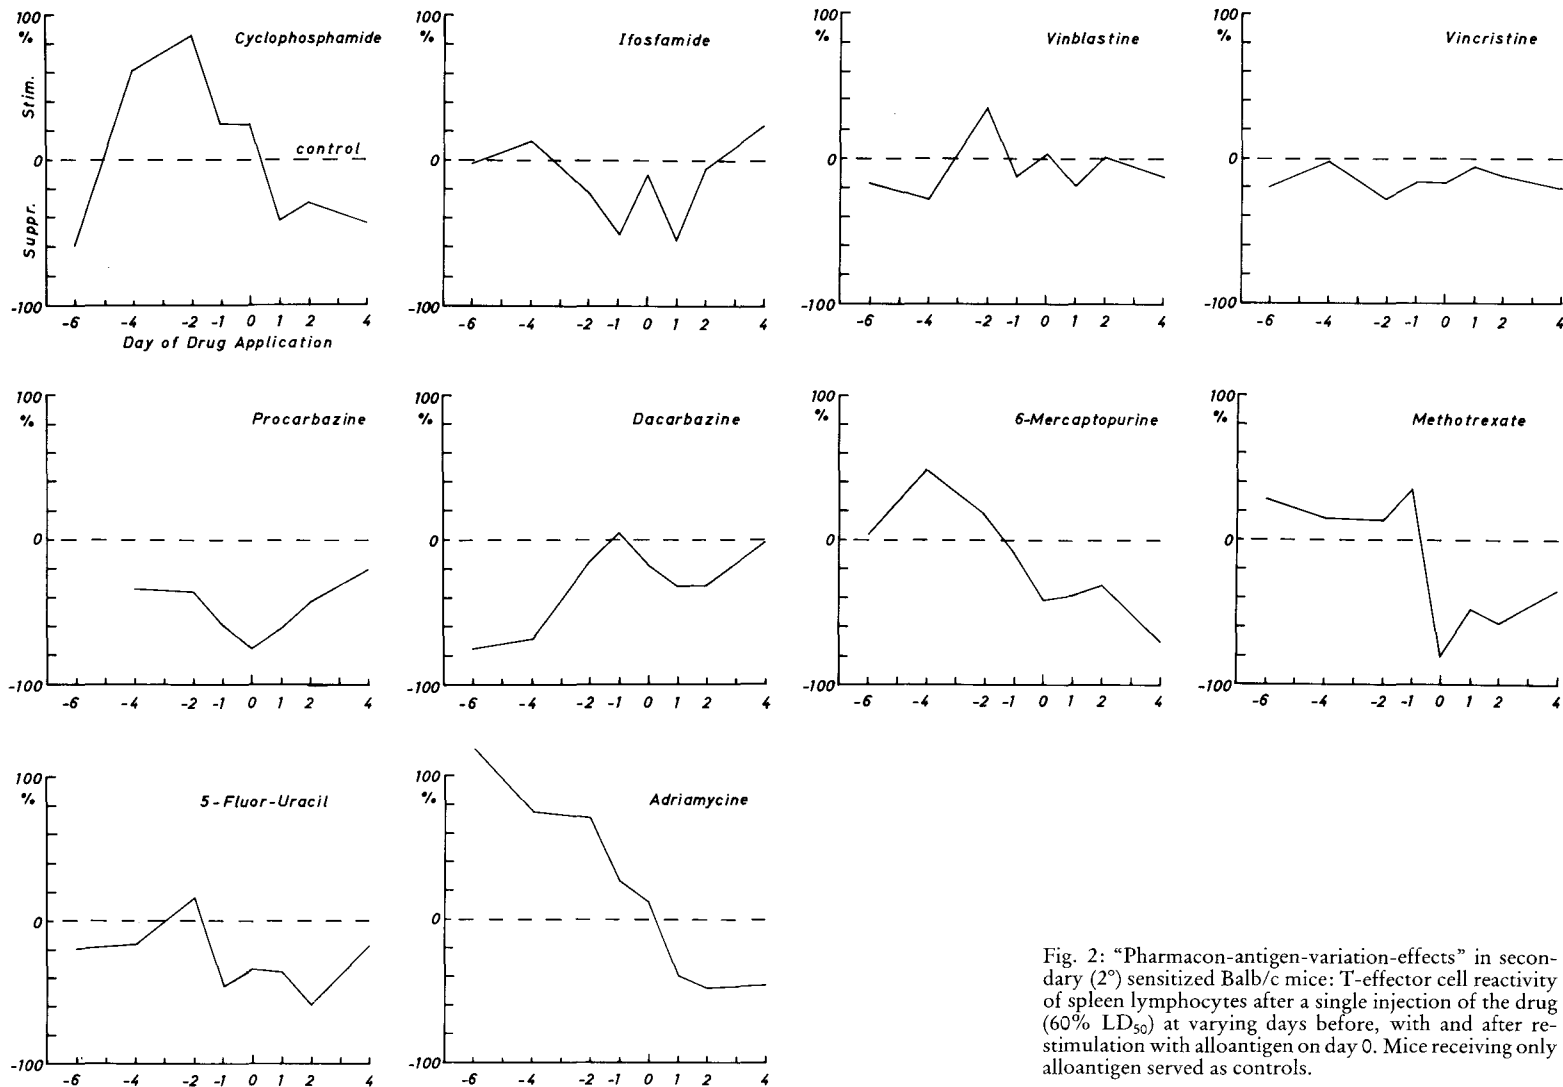 100
%
Stim.
0
Suppr.
-100
Cyclophosphamide
control
-6 -4 -2 -1 0 1 2 4
Day of Drug Application
100
%
0
-100
Ifosfamide
-6 -4 -2 -1 0 1 2 4
100
%
0
-100
Vinblastine
-6 -4 -2 -1 0 1 2 4
100
%
0
-100
Vincristine
-6 -4 -2 -1 0 1 2 4
100
%
0
-100
Procarbazine
-6 -4 -2 -1 0 1 2 4
100
%
0
-100
Dacarbazine
-6 -4 -2 -1 0 1 2 4
100
%
0
-100
6-Mercaptopurine
-6 -4 -2 -1 0 1 2 4
100
%
0
-100
Methotrexate
-6 -4 -2 -1 0 1 2 4
100
%
0
-100
5-Fluor-Uracil
-6 -4 -2 -1 0 1 2 4
100
%
0
-100
Adriamycine
-6 -4 -2 -1 0 1 2 4
Fig. 2: “Pharmacon-antigen-variation-effects” in secon-
dary (2°) sensitized Balb/c mice: T-effector cell reactivity
of spleen lymphocytes after a single injection of the drug
(60% LD₅₀) at varying days before, with and after re-
stimulation with alloantigen on day 0. Mice receiving only
alloantigen served as controls.